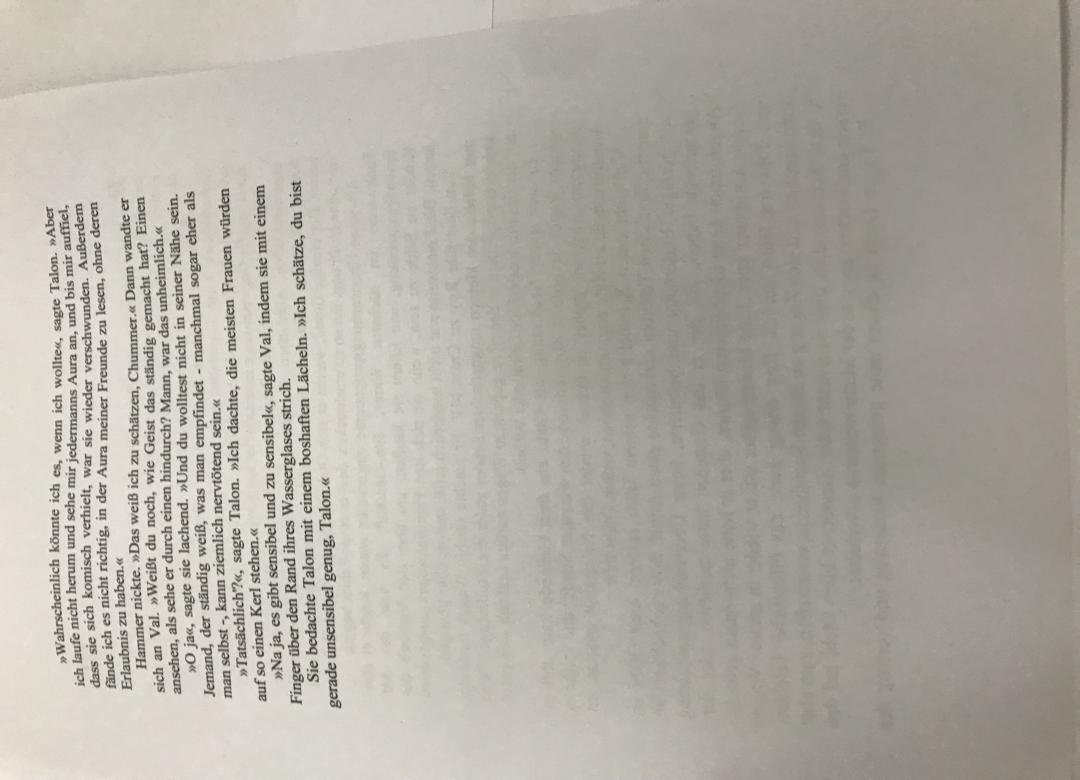 »Wahrscheinlich könnte ich es, wenn ich wollte«, sagte Talon. »Aber
ich laufe nicht herum und sehe mir jedermanns Aura an, und bis mir auffiel,
dass sie sich komisch verhielt, war sie wieder verschwunden. Außerdem
fände ich es nicht richtig, in der Aura meiner Freunde zu lesen, ohne deren
Erlaubnis zu haben.«
Hammer nickte. »Das weiß ich zu schätzen, Chummer.« Dann wandte er
sich an Val. »Weißt du noch, wie Geist das ständig gemacht hat? Einen
ansehen, als sehe er durch einen hindurch? Mann, war das unheimlich.«
»O ja«, sagte sie lachend. »Und du wolltest nicht in seiner Nähe sein.
Jemand, der ständig weiß, was man empfindet - manchmal sogar eher als
man selbst -, kann ziemlich nervtötend sein.«
»Tatsächlich?«, sagte Talon. »Ich dachte, die meisten Frauen würden
auf so einen Kerl stehen.«
»Na ja, es gibt sensibel und zu sensibel«, sagte Val, indem sie mit einem
Finger über den Rand ihres Wasserglases strich.
Sie bedachte Talon mit einem boshaften Lächeln. »Ich schätze, du bist
gerade unsensibel genug, Talon.«